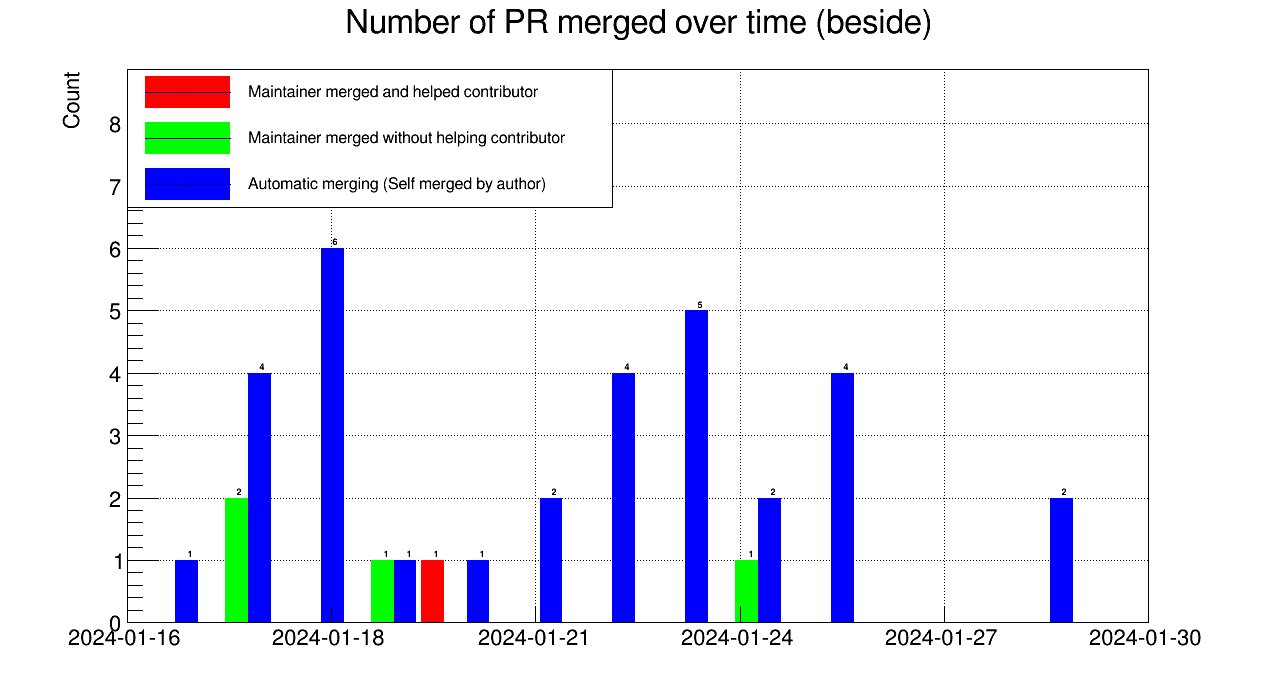 Number of PR merged over time (beside)
Count
Maintainer merged and helped contributor
Maintainer merged without helping contributor
Automatic merging (Self merged by author)
8
7
6
5
4
3
2
1
0
6
5
4 4 4
2 2 2 2
1 1 1 1 1 1
2024-01-16 2024-01-18 2024-01-21 2024-01-24 2024-01-27 2024-01-30